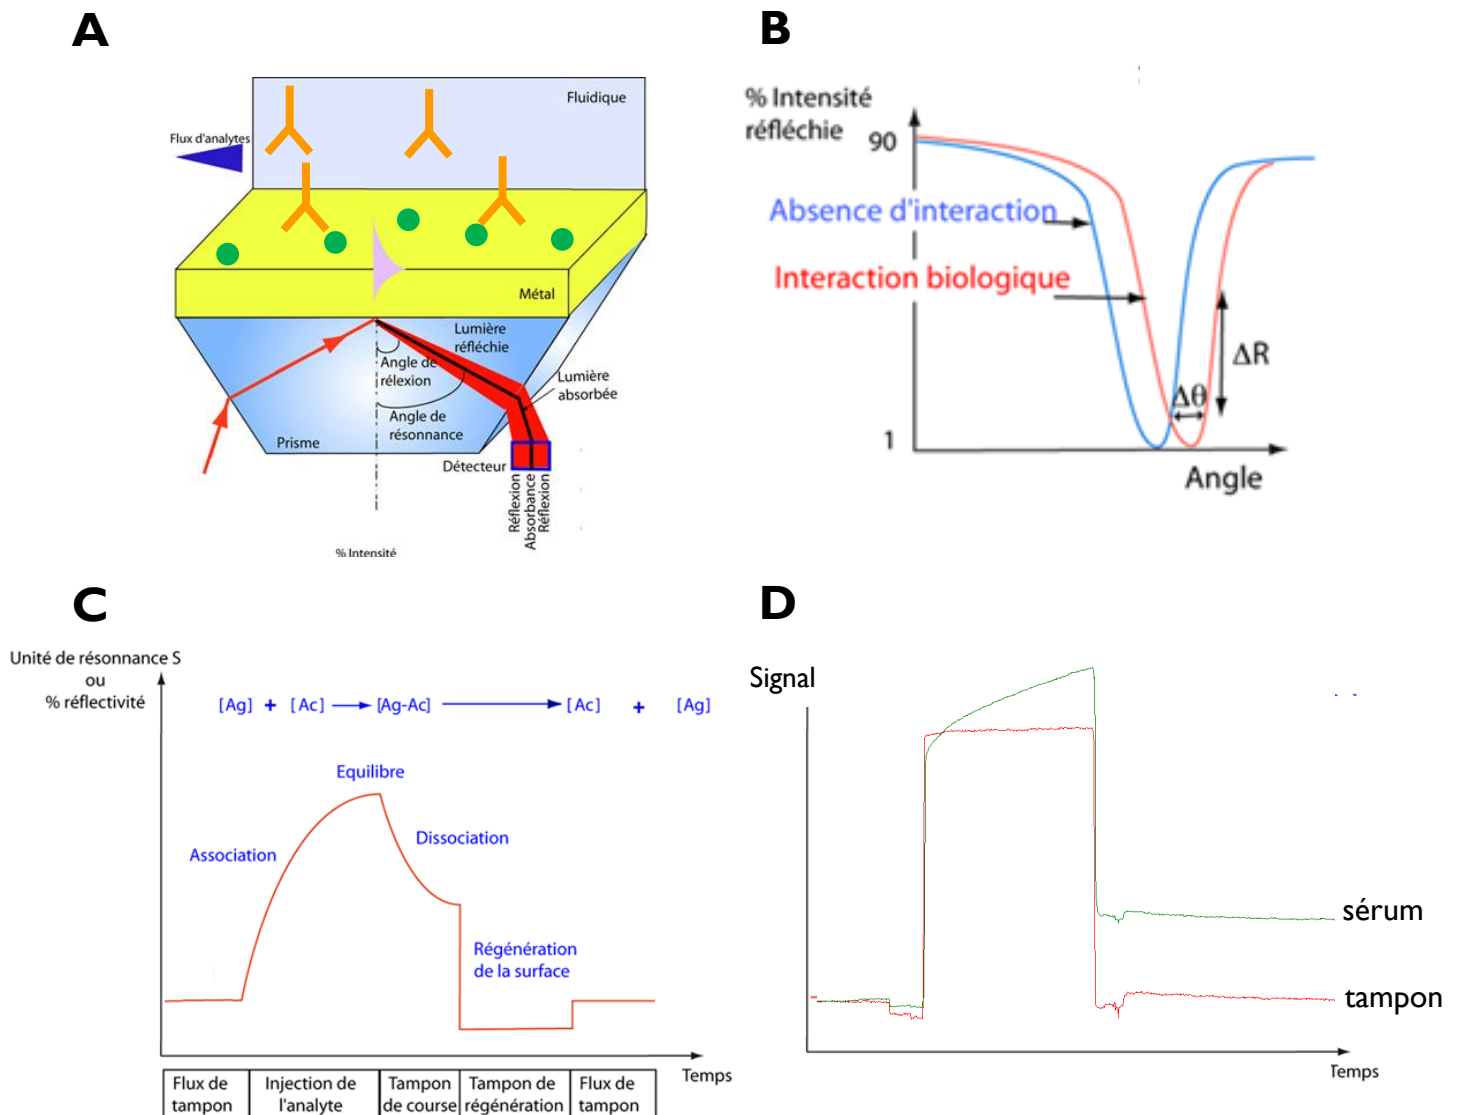 A
Fluidique
Flux d'analytes
Métal
Lumière
réfléchie
Angle de
rélexion
Lumière
absorbée
Angle de
résonnance
Prisme
Détecteur
Réflexion
Absorbance
Réflexion
% Intensité
B
% Intensité
réfléchie
90
Absence d'interaction
Interaction biologique
ΔR
Δθ
1
Angle
C
Unité de résonnance S
ou
% réflectivité
[Ag] + [Ac] [Ag-Ac] [Ac] + [Ag]
Equilibre
Association
Dissociation
Régénération
de la surface
Temps
Flux de
tampon
Injection de
l'analyte
Tampon
de course
Tampon de
régénération
Flux de
tampon
D
Signal
sérum
tampon
Temps